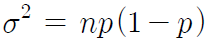 σ² = np(1 − p)